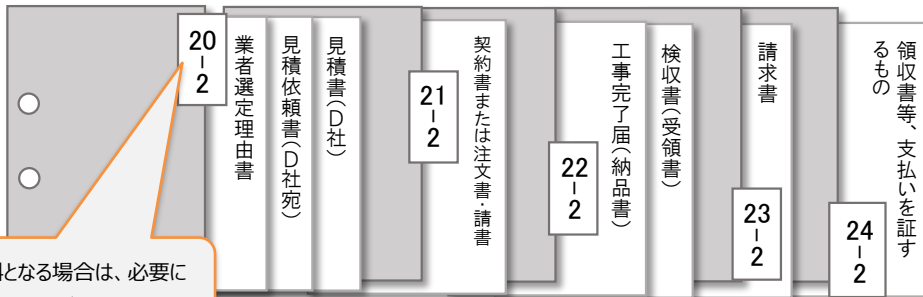 20-2
業者選定理由書
見積依頼書(D社宛)
見積書(D社)
21-2
契約書または注文書・請書
22-2
工事完了届(納品書)
検収書(受領書)
23-2
請求書
24-2
領収書等、支払いを証す
るもの
となる場合は、必要に